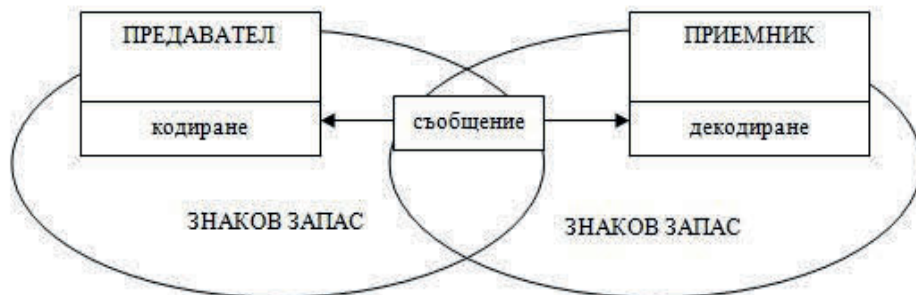 ПРЕДАВАТЕЛ
ПРИЕМНИК
кодиране
съобщение
декодиране
ЗНАКОВ ЗАПАС
ЗНАКОВ ЗАПАС